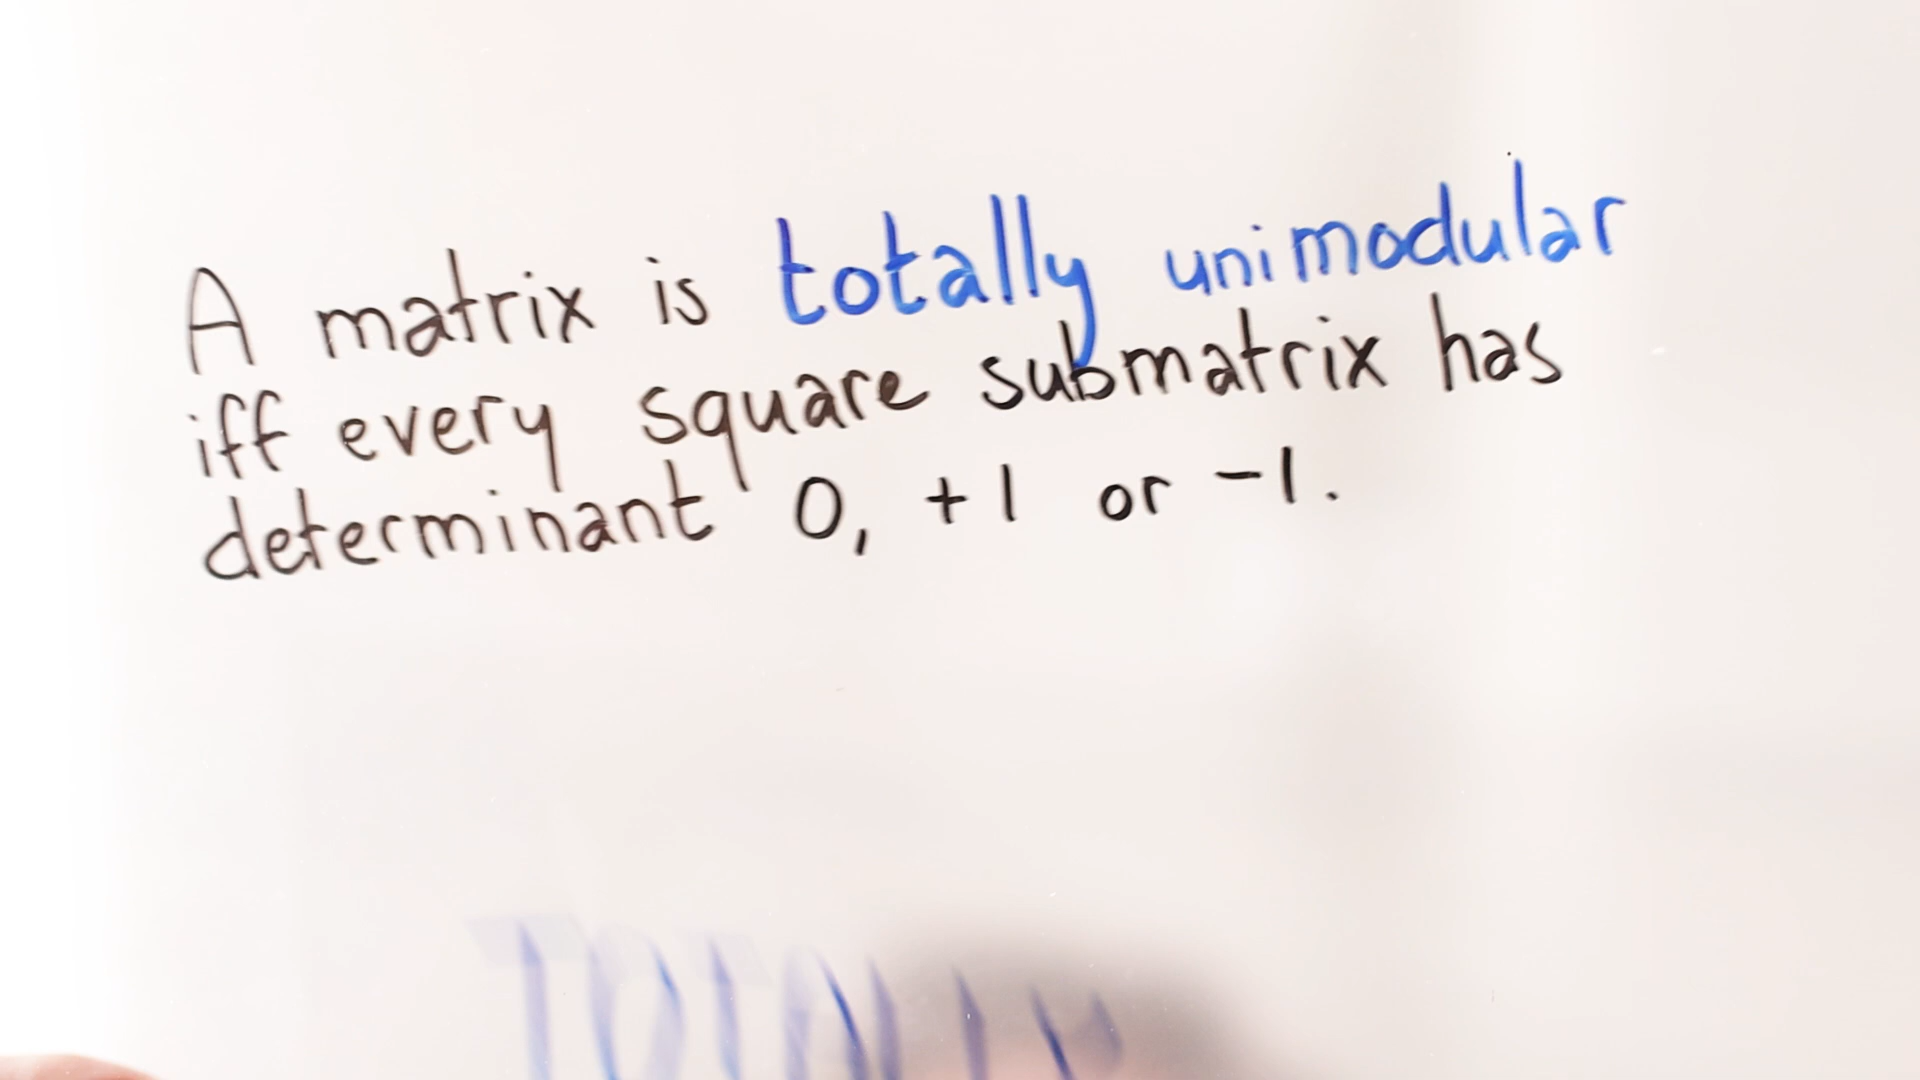 A matrix is totally unimodular
iff every square submatrix has
determinant 0, +1 or -1.